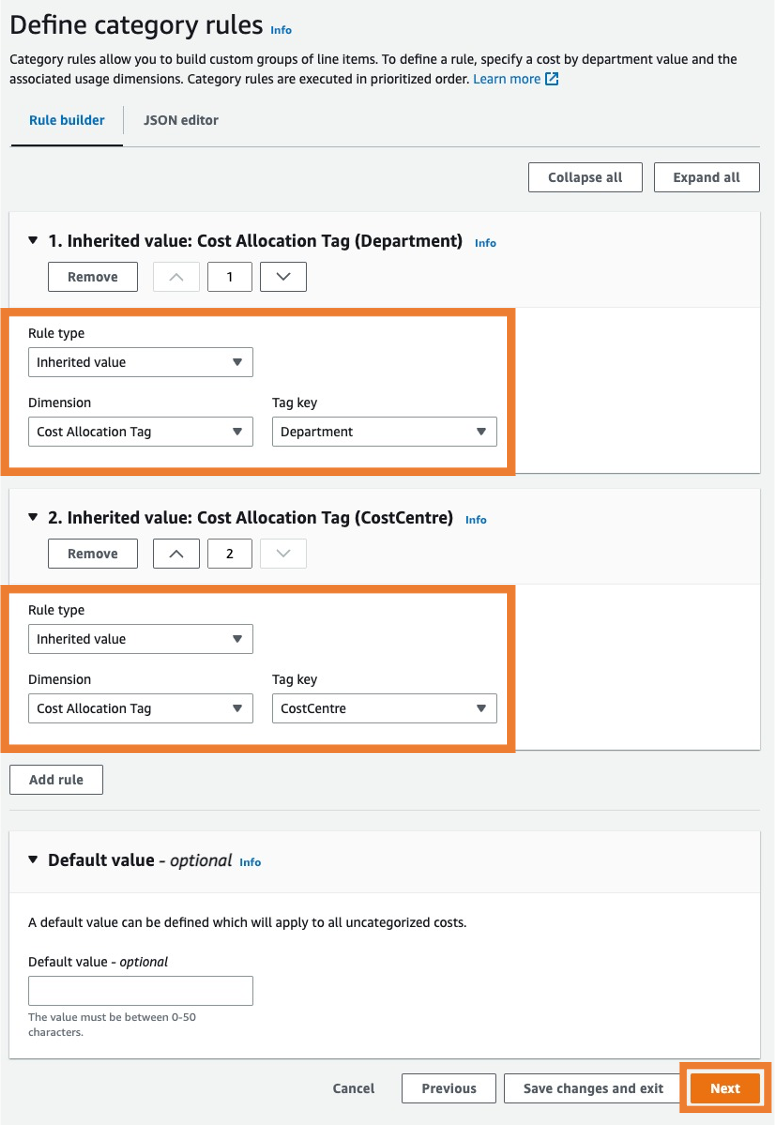 Define category rules Info
Category rules allow you to build custom groups of line items. To define a rule, specify a cost by department value and the
associated usage dimensions. Category rules are executed in prioritized order. Learn more
Rule builder JSON editor
Collapse all Expand all
1. Inherited value: Cost Allocation Tag (Department) Info
Remove 1
Rule type
Inherited value
Dimension Tag key
Cost Allocation Tag Department
2. Inherited value: Cost Allocation Tag (CostCentre) Info
Remove 2
Rule type
Inherited value
Dimension Tag key
Cost Allocation Tag CostCentre
Add rule
Default value - optional Info
A default value can be defined which will apply to all uncategorized costs.
Default value - optional
The value must be between 0-50
characters.
Cancel Previous Save changes and exit Next